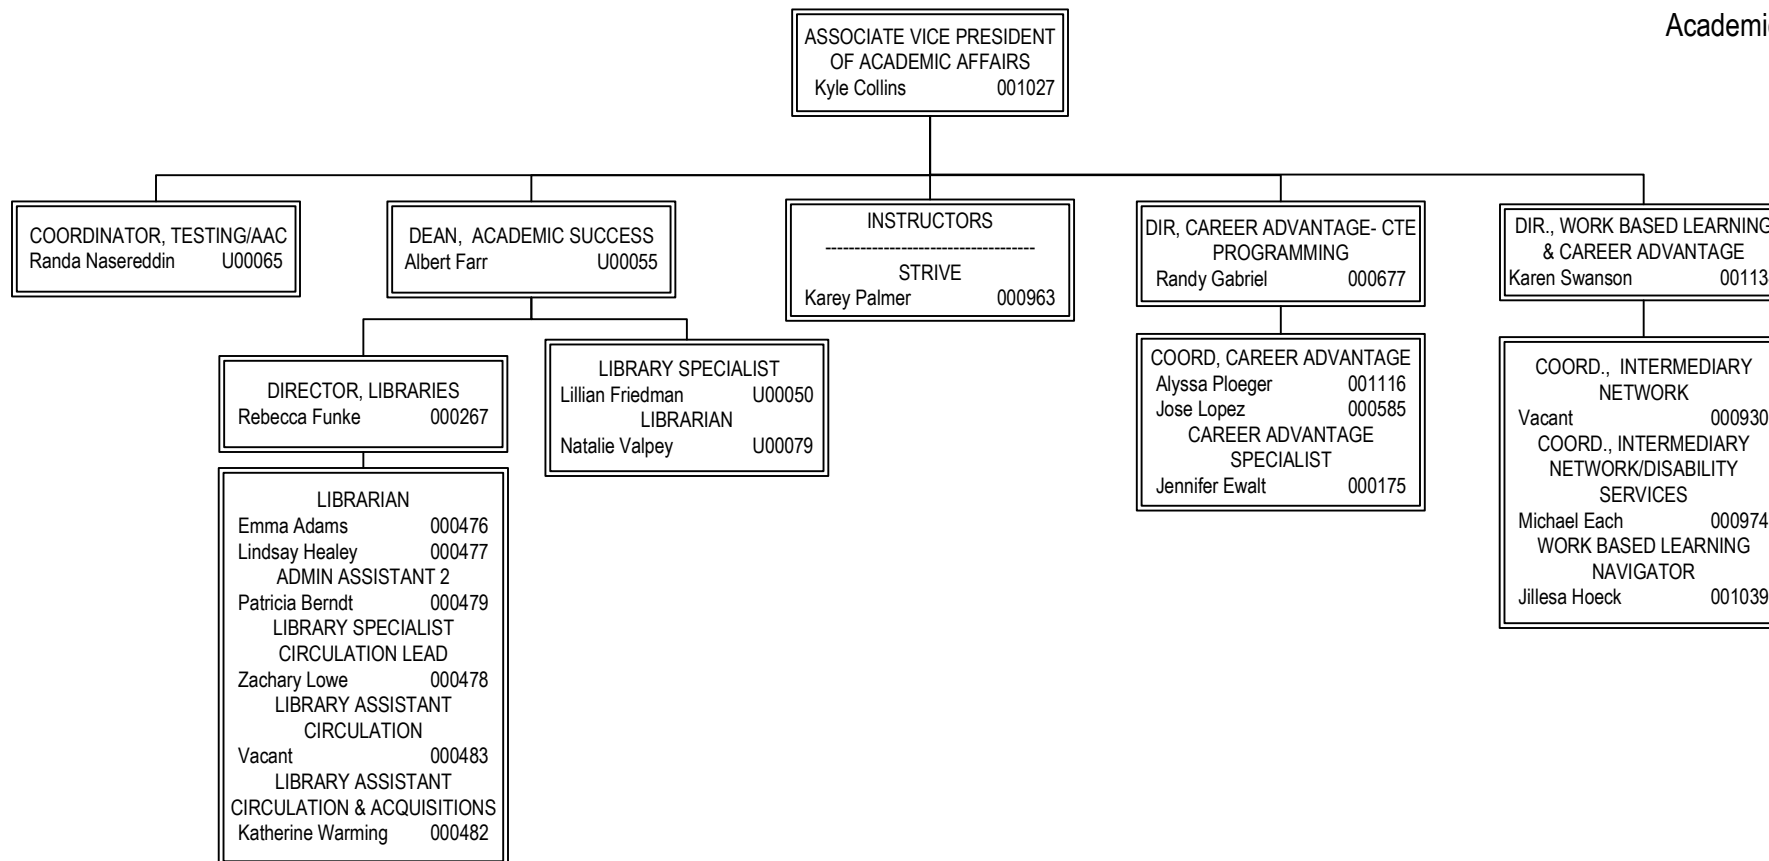 Academic
ASSOCIATE VICE PRESIDENT
OF ACADEMIC AFFAIRS
Kyle Collins 001027
COORDINATOR, TESTING/AAC
Randa Nasereddin U00065
DEAN, ACADEMIC SUCCESS
Albert Farr U00055
INSTRUCTORS
------------------------------------
STRIVE
Karey Palmer 000963
DIR, CAREER ADVANTAGE- CTE
PROGRAMMING
Randy Gabriel 000677
DIR., WORK BASED LEARNING
& CAREER ADVANTAGE
Karen Swanson 00113
DIRECTOR, LIBRARIES
Rebecca Funke 000267
LIBRARY SPECIALIST
Lillian Friedman U00050
LIBRARIAN
Natalie Valpey U00079
COORD, CAREER ADVANTAGE
Alyssa Ploeger 001116
Jose Lopez 000585
CAREER ADVANTAGE
SPECIALIST
Jennifer Ewalt 000175
COORD., INTERMEDIARY
NETWORK
Vacant 000930
COORD., INTERMEDIARY
NETWORK/DISABILITY
SERVICES
Michael Each 000974
WORK BASED LEARNING
NAVIGATOR
Jillesa Hoeck 001039
LIBRARIAN
Emma Adams 000476
Lindsay Healey 000477
ADMIN ASSISTANT 2
Patricia Berndt 000479
LIBRARY SPECIALIST
CIRCULATION LEAD
Zachary Lowe 000478
LIBRARY ASSISTANT
CIRCULATION
Vacant 000483
LIBRARY ASSISTANT
CIRCULATION & ACQUISITIONS
Katherine Warming 000482